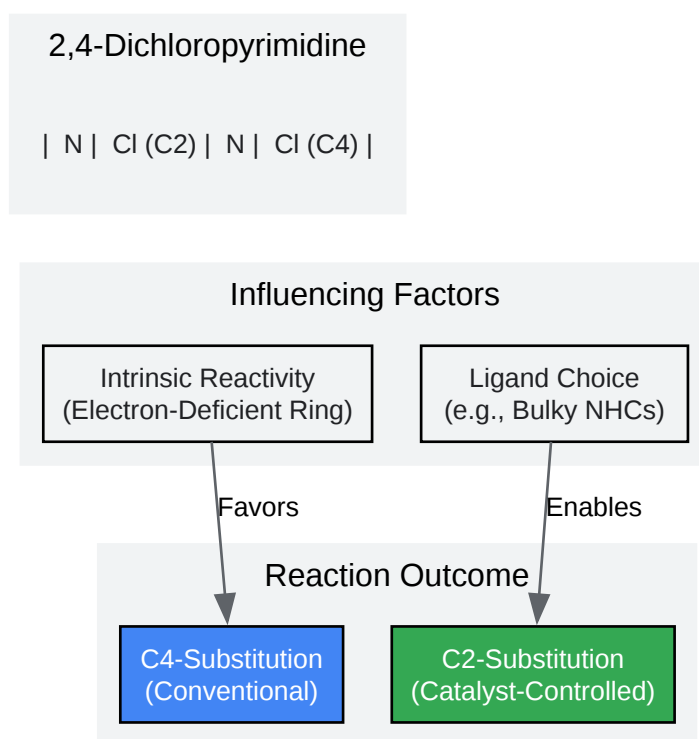 2,4-Dichloropyrimidine
| N | Cl (C2) | N | Cl (C4) |
Influencing Factors
Intrinsic Reactivity
(Electron-Deficient Ring)
Ligand Choice
(e.g., Bulky NHCs)
Favors
Enables
Reaction Outcome
C4-Substitution
(Conventional)
C2-Substitution
(Catalyst-Controlled)